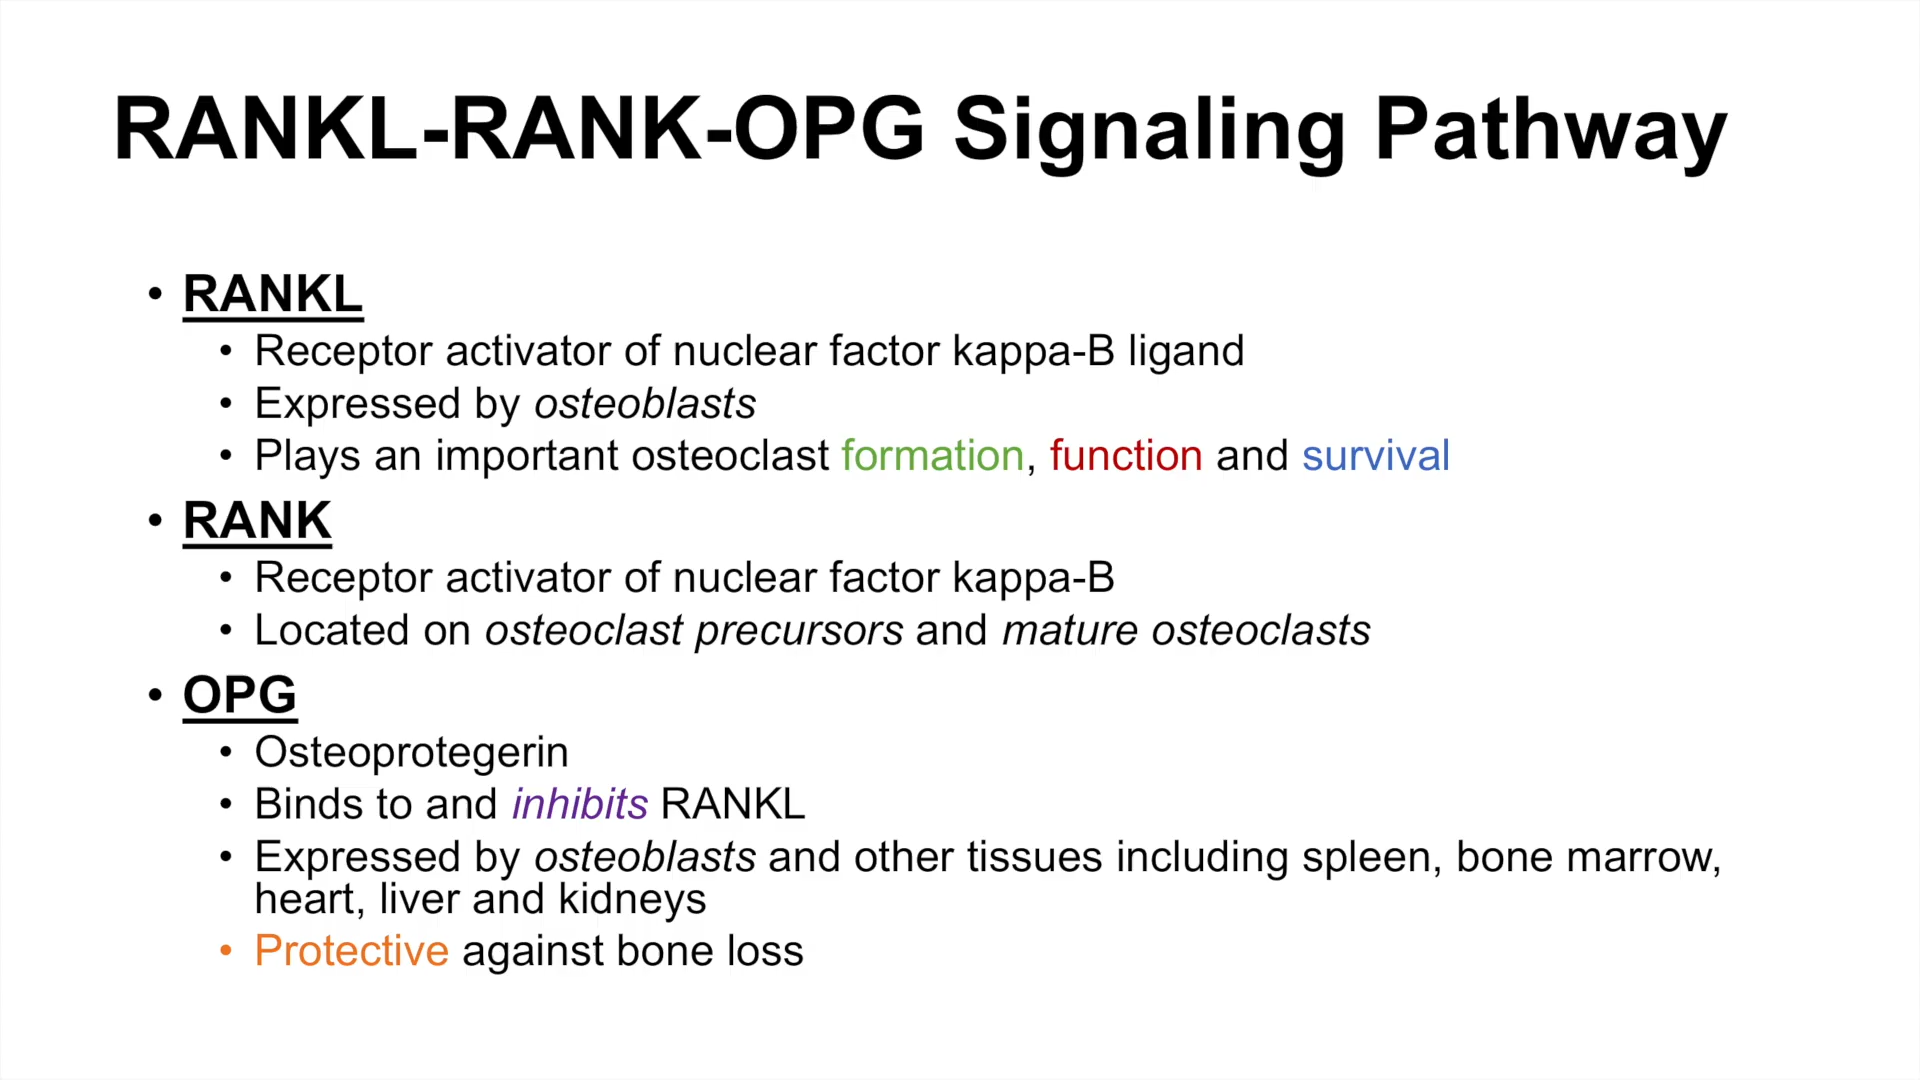 RANKL-RANK-OPG Signaling Pathway
• RANKL
• Receptor activator of nuclear factor kappa-B ligand
• Expressed by osteoblasts
• Plays an important osteoclast formation, function and survival
• RANK
• Receptor activator of nuclear factor kappa-B
• Located on osteoclast precursors and mature osteoclasts
• OPG
• Osteoprotegerin
• Binds to and inhibits RANKL
• Expressed by osteoblasts and other tissues including spleen, bone marrow,
heart, liver and kidneys
• Protective against bone loss